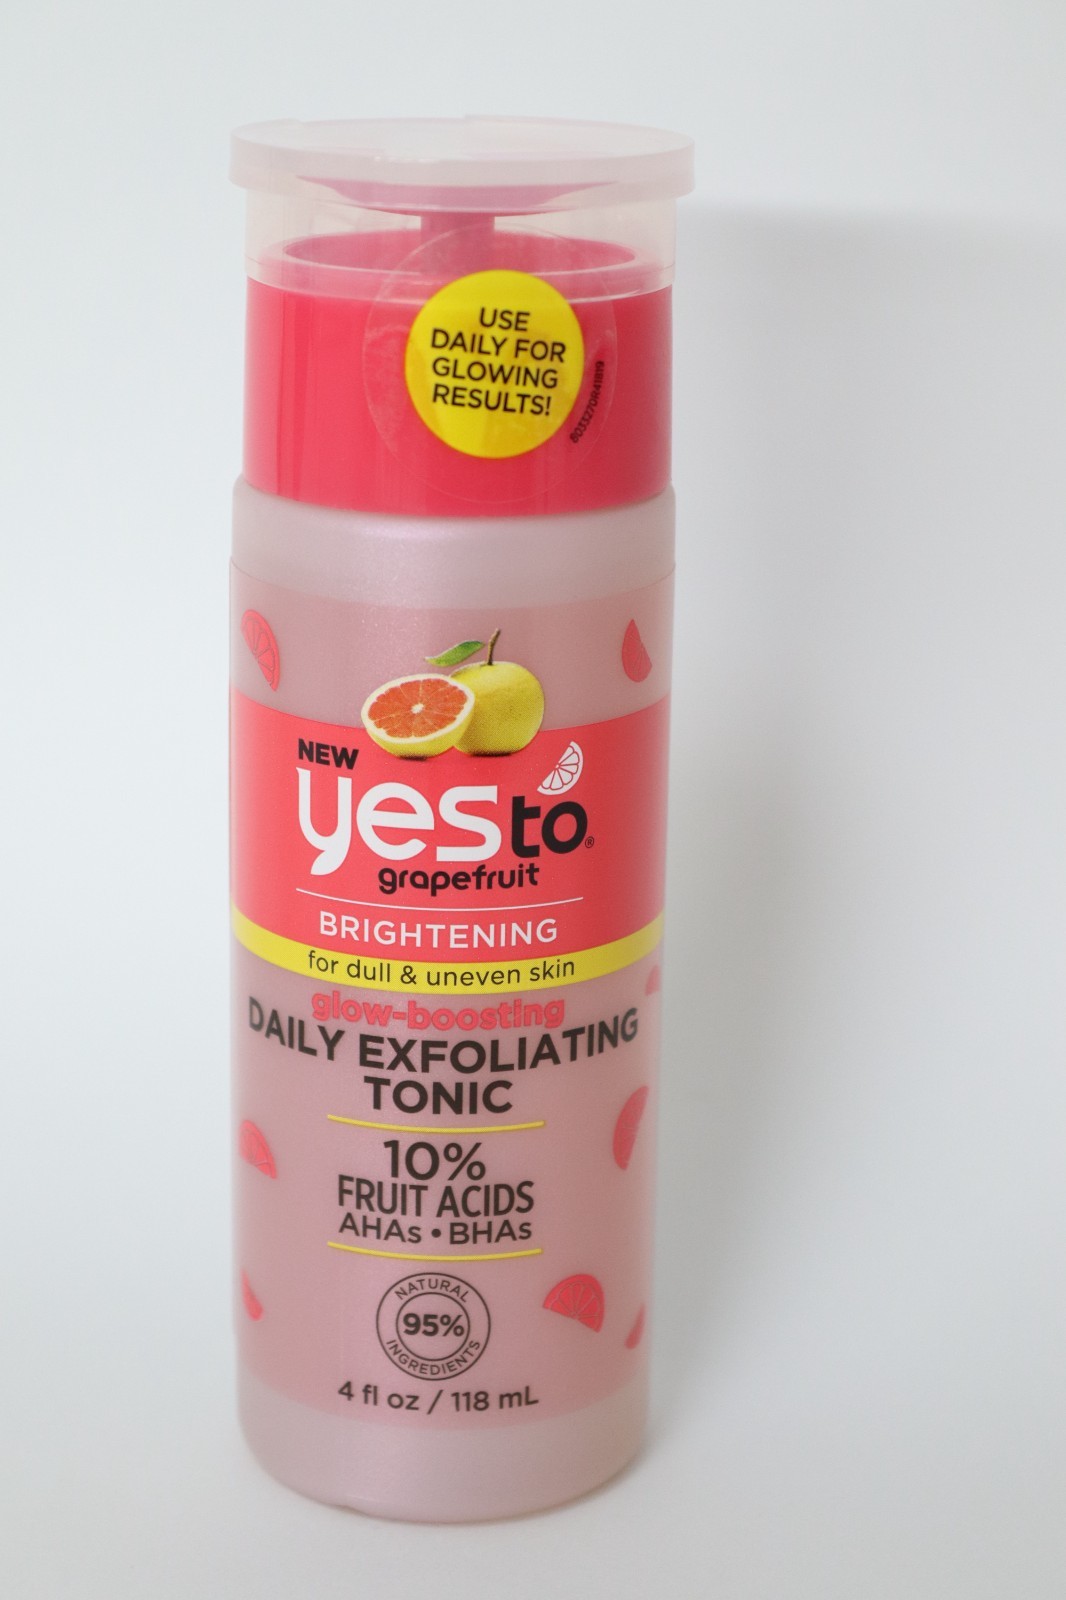 USE
DAILY FOR
GLOWING
RESULTS!
8033270R41819
NEW
yes to®
grapefruit
BRIGHTENING
for dull & uneven skin
glow-boosting
DAILY EXFOLIATING
TONIC
10%
FRUIT ACIDS
AHAs • BHAs
NATURAL
95%
INGREDIENTS
4 fl oz / 118 mL